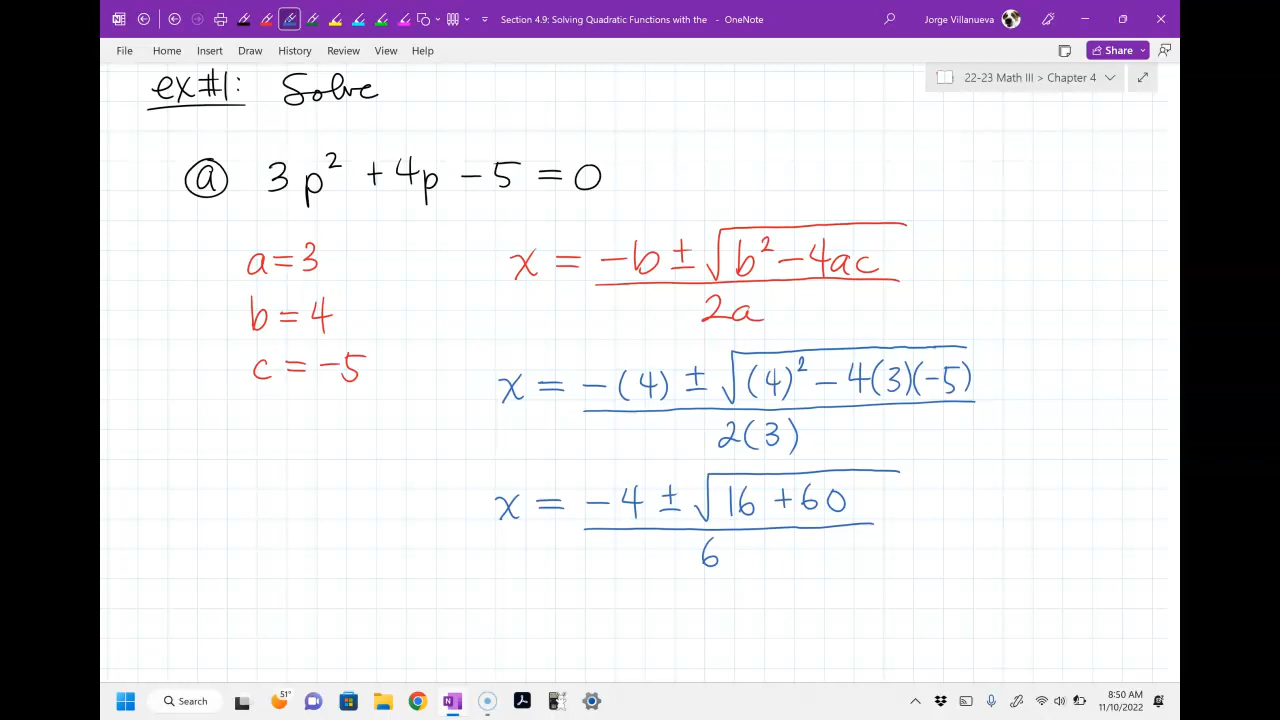 Section 4.9: Solving Quadratic Functions with the - OneNote
Jorge Villanueva
File Home Insert Draw History Review View Help
Share
22-23 Math III > Chapter 4
ex#1: Solve
ⓐ 3p² + 4p - 5 = 0
a = 3
b = 4
c = -5
x = (-b ± √(b² - 4ac)) / 2a
x = (-(4) ± √((4)² - 4(3)(-5))) / 2(3)
x = (-4 ± √(16 + 60)) / 6
51°
Search
8:50 AM
11/10/2022